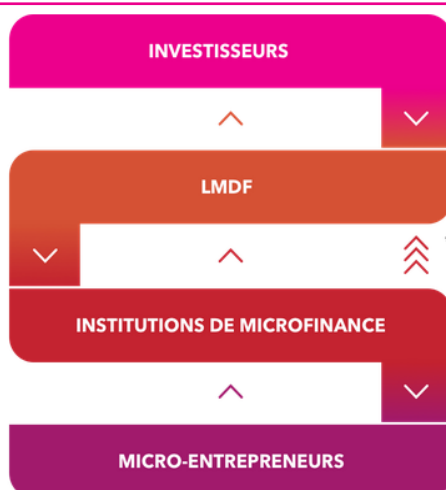 INVESTISSEURS
LMDF
INSTITUTIONS DE MICROFINANCE
MICRO-ENTREPRENEURS